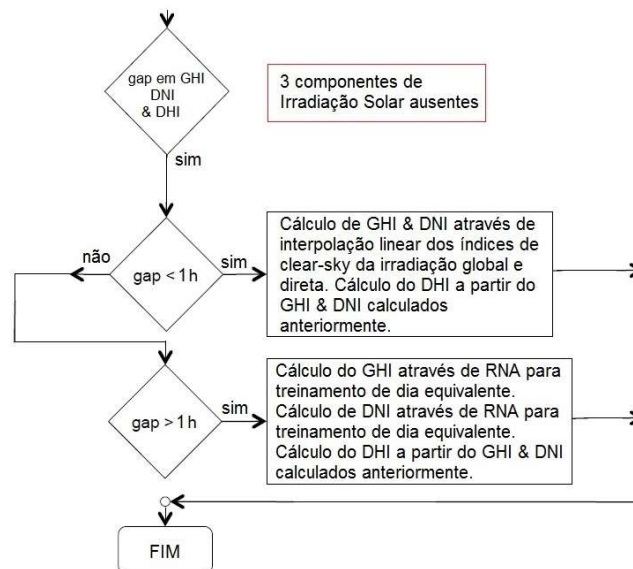 gap em GHI
DNI
& DHI
3 componentes de
Irradiação Solar ausentes
sim
não
gap < 1 h
sim
Cálculo de GHI & DNI através de
interpolação linear dos índices de
clear-sky da irradiação global e
direta. Cálculo do DHI a partir do
GHI & DNI calculados
anteriormente.
gap > 1 h
sim
Cálculo do GHI através de RNA para
treinamento de dia equivalente.
Cálculo de DNI através de RNA para
treinamento de dia equivalente.
Cálculo do DHI a partir do GHI & DNI
calculados anteriormente.
FIM